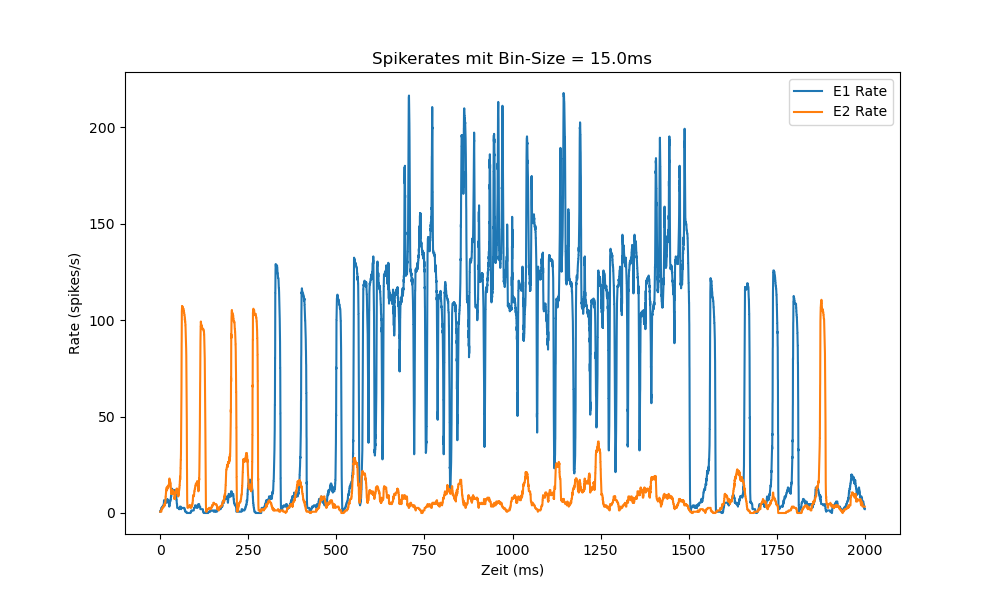 Spikerates mit Bin-Size = 15.0ms
E1 Rate
E2 Rate
Rate (spikes/s)
200
150
100
50
0
0 250 500 750 1000 1250 1500 1750 2000
Zeit (ms)